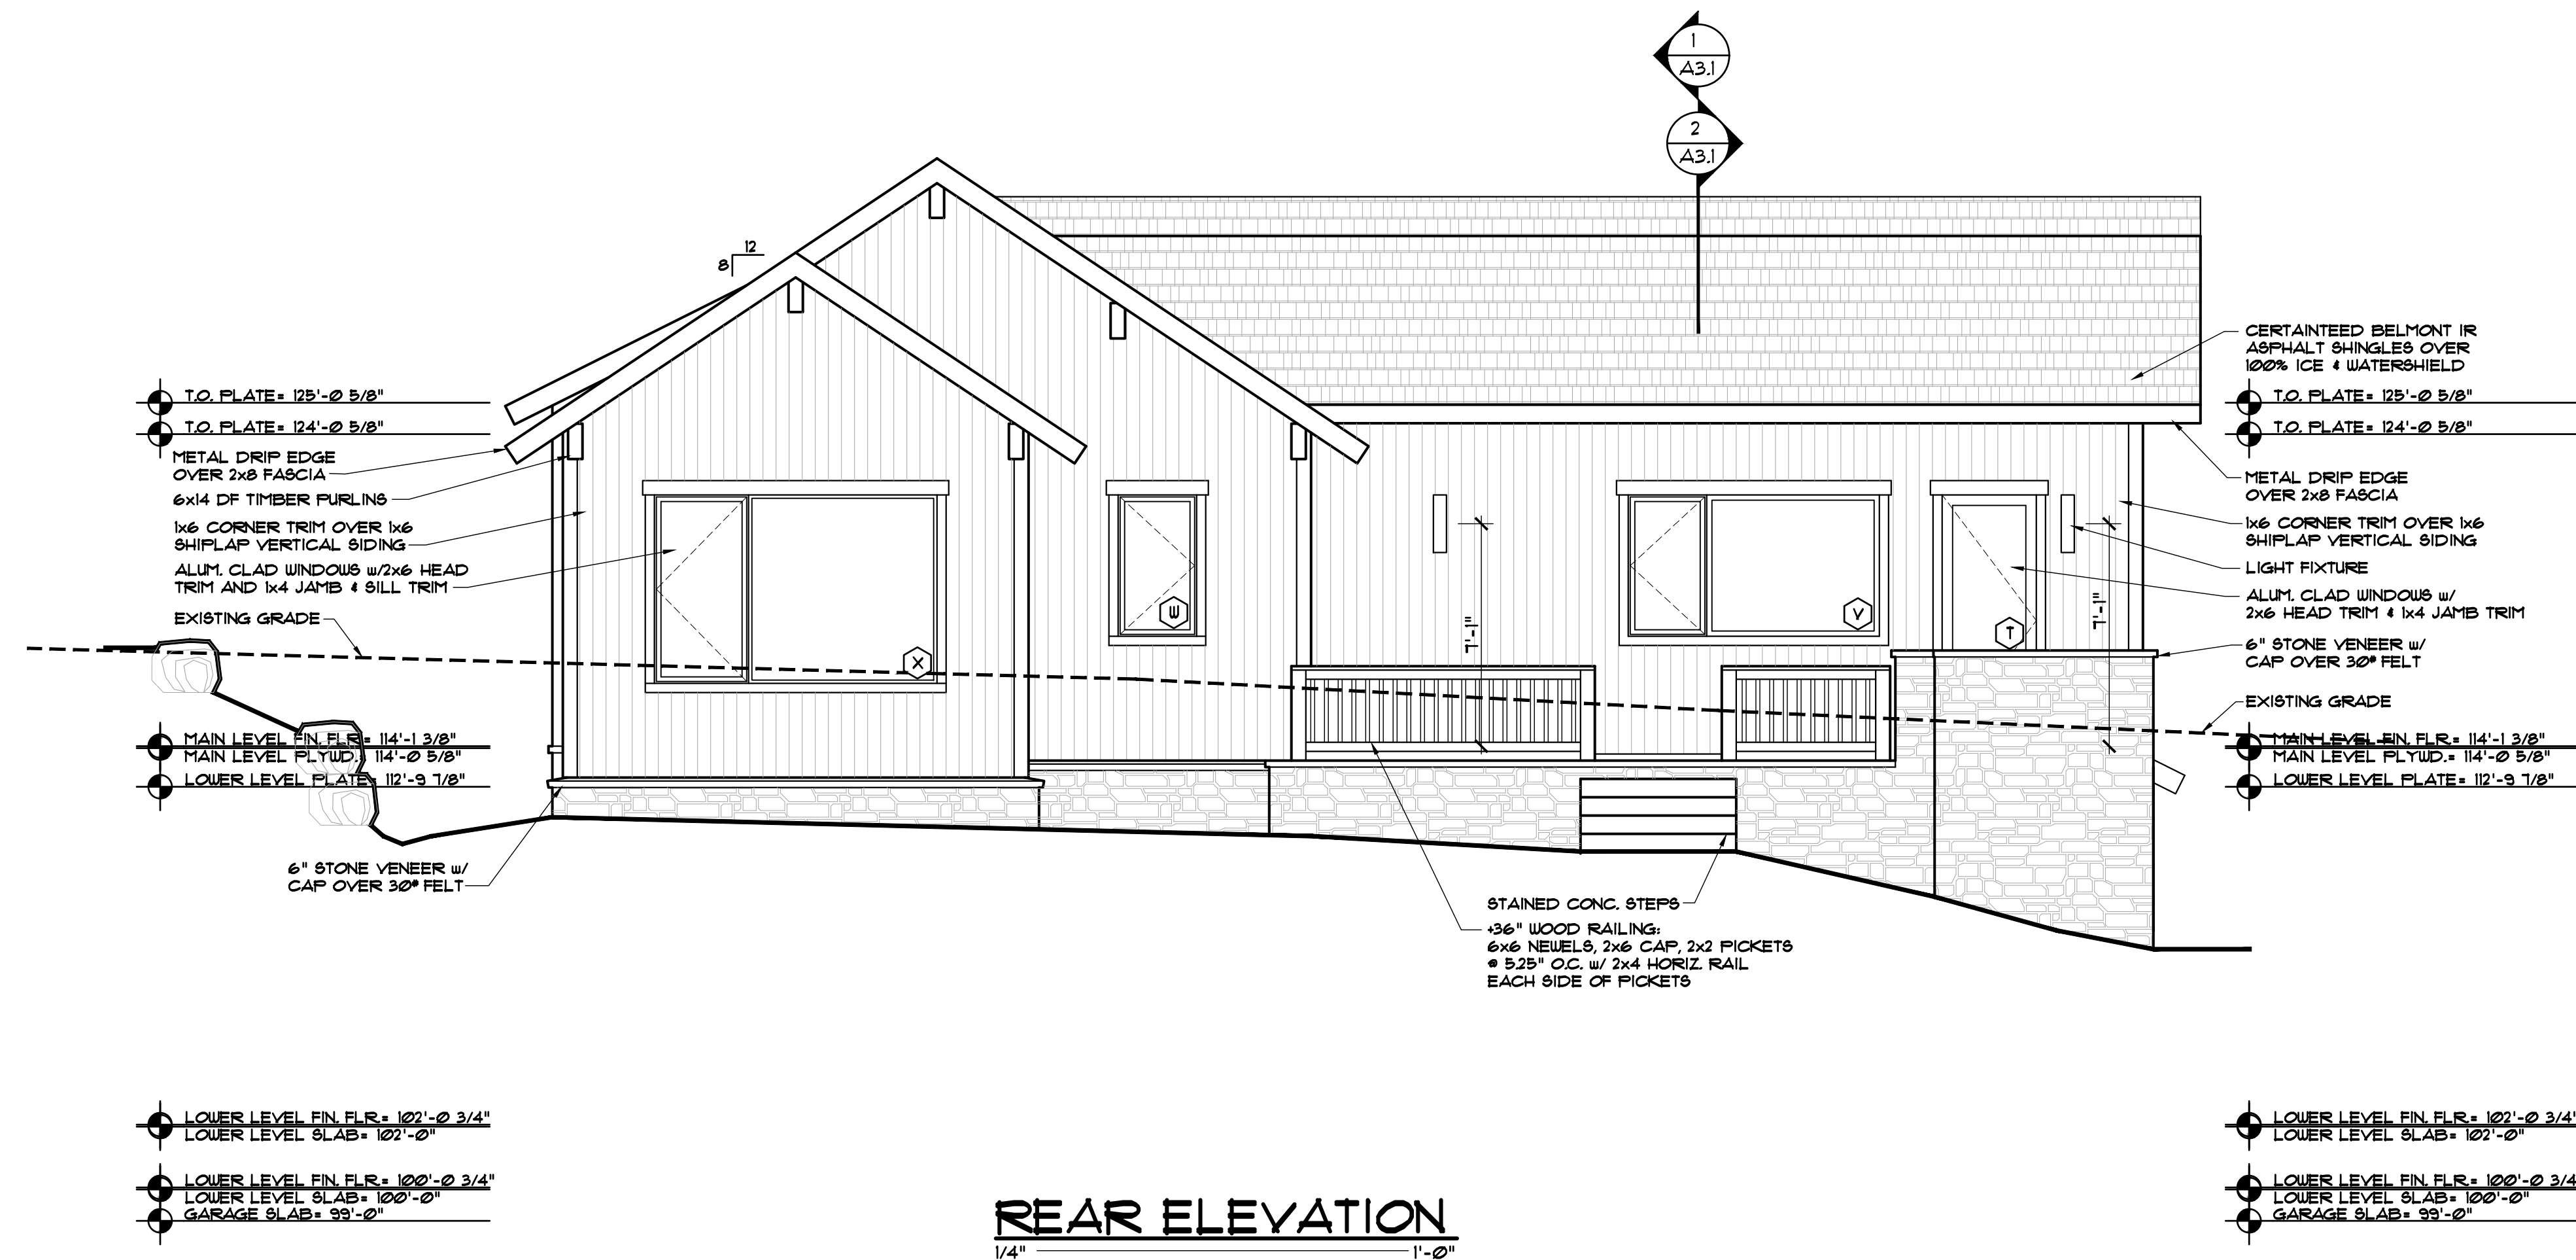 1
A3.1
2
A3.1
12
8
T.O. PLATE= 125'-0 5/8"
T.O. PLATE= 124'-0 5/8"
METAL DRIP EDGE
OVER 2x8 FASCIA
6x14 DF TIMBER PURLINS
1x6 CORNER TRIM OVER 1x6
SHIPLAP VERTICAL SIDING
ALUM. CLAD WINDOWS w/2x6 HEAD
TRIM AND 1x4 JAMB & SILL TRIM
EXISTING GRADE
MAIN LEVEL FIN. FLR.= 114'-1 3/8"
MAIN LEVEL PLYWD.= 114'-0 5/8"
LOWER LEVEL PLATE= 112'-9 7/8"
6" STONE VENEER w/
CAP OVER 30# FELT
X
W
Y
T
7'-1"
7'-1"
CERTAINTEED BELMONT IR
ASPHALT SHINGLES OVER
100% ICE & WATERSHIELD
T.O. PLATE= 125'-0 5/8"
T.O. PLATE= 124'-0 5/8"
METAL DRIP EDGE
OVER 2x8 FASCIA
1x6 CORNER TRIM OVER 1x6
SHIPLAP VERTICAL SIDING
LIGHT FIXTURE
ALUM. CLAD WINDOWS w/
2x6 HEAD TRIM & 1x4 JAMB TRIM
6" STONE VENEER w/
CAP OVER 30# FELT
EXISTING GRADE
MAIN LEVEL FIN. FLR.= 114'-1 3/8"
MAIN LEVEL PLYWD.= 114'-0 5/8"
LOWER LEVEL PLATE= 112'-9 7/8"
STAINED CONC. STEPS
+36" WOOD RAILING:
6x6 NEWELS, 2x6 CAP, 2x2 PICKETS
@ 5.25" O.C. w/ 2x4 HORIZ. RAIL
EACH SIDE OF PICKETS
LOWER LEVEL FIN. FLR.= 102'-0 3/4"
LOWER LEVEL SLAB= 102'-0"
LOWER LEVEL FIN. FLR.= 100'-0 3/4"
LOWER LEVEL SLAB= 100'-0"
GARAGE SLAB= 99'-0"
LOWER LEVEL FIN. FLR.= 102'-0 3/4"
LOWER LEVEL SLAB= 102'-0"
LOWER LEVEL FIN. FLR.= 100'-0 3/4
LOWER LEVEL SLAB= 100'-0"
GARAGE SLAB= 99'-0"
REAR ELEVATION
1/4" 1'-0"